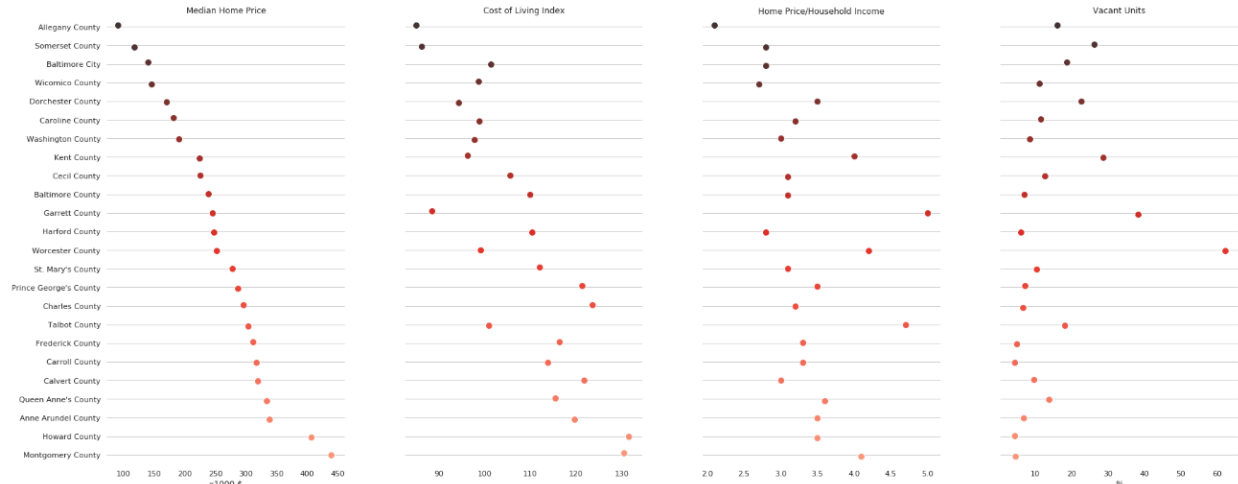 Median Home Price
Cost of Living Index
Home Price/Household Income
Vacant Units
Allegany County
Somerset County
Baltimore City
Wicomico County
Dorchester County
Caroline County
Washington County
Kent County
Cecil County
Baltimore County
Garrett County
Harford County
Worcester County
St. Mary's County
Prince George's County
Charles County
Talbot County
Frederick County
Carroll County
Calvert County
Queen Anne's County
Anne Arundel County
Howard County
Montgomery County
100 150 200 250 300 350 400 450
x1000 $
90 100 110 120 130
2.0 2.5 3.0 3.5 4.0 4.5 5.0
10 20 30 40 50 60
%